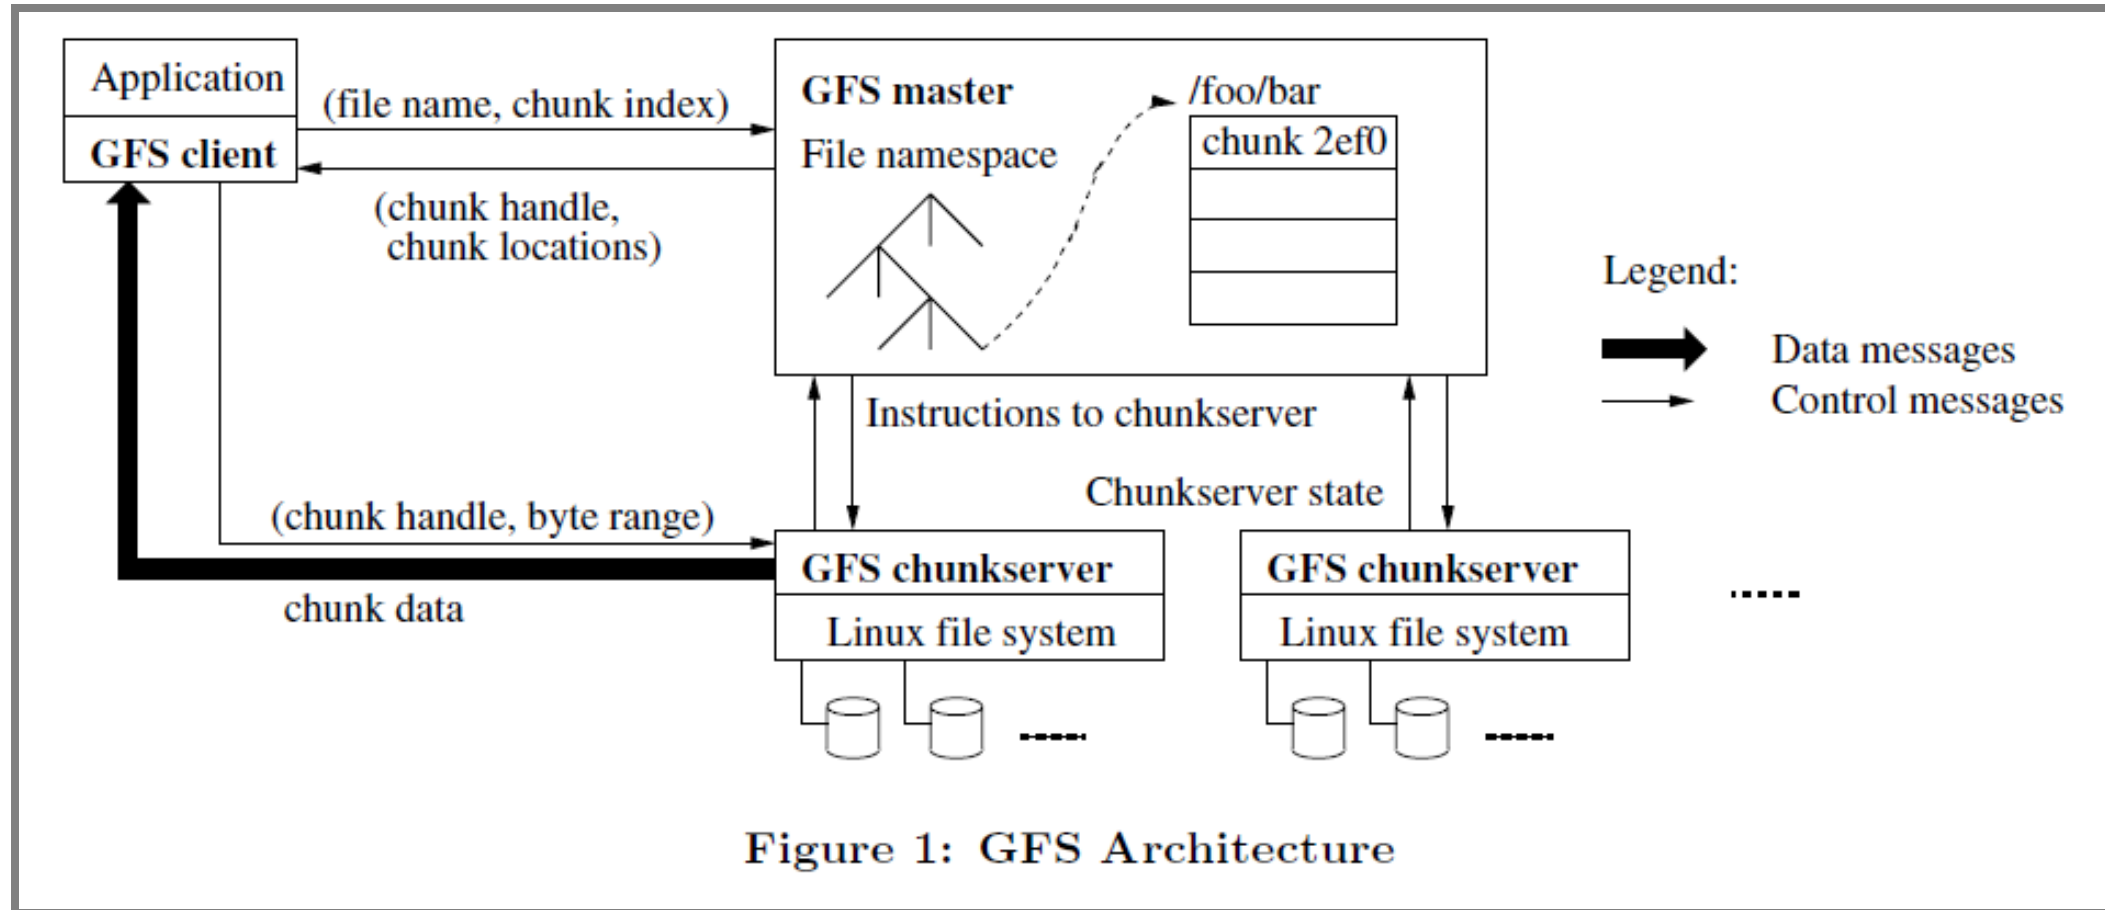 Application
GFS client
(file name, chunk index)
(chunk handle,
chunk locations)
GFS master
File namespace
/foo/bar
chunk 2ef0
Legend:
Data messages
Control messages
Instructions to chunkserver
Chunkserver state
(chunk handle, byte range)
chunk data
GFS chunkserver
Linux file system
GFS chunkserver
Linux file system
Figure 1: GFS Architecture